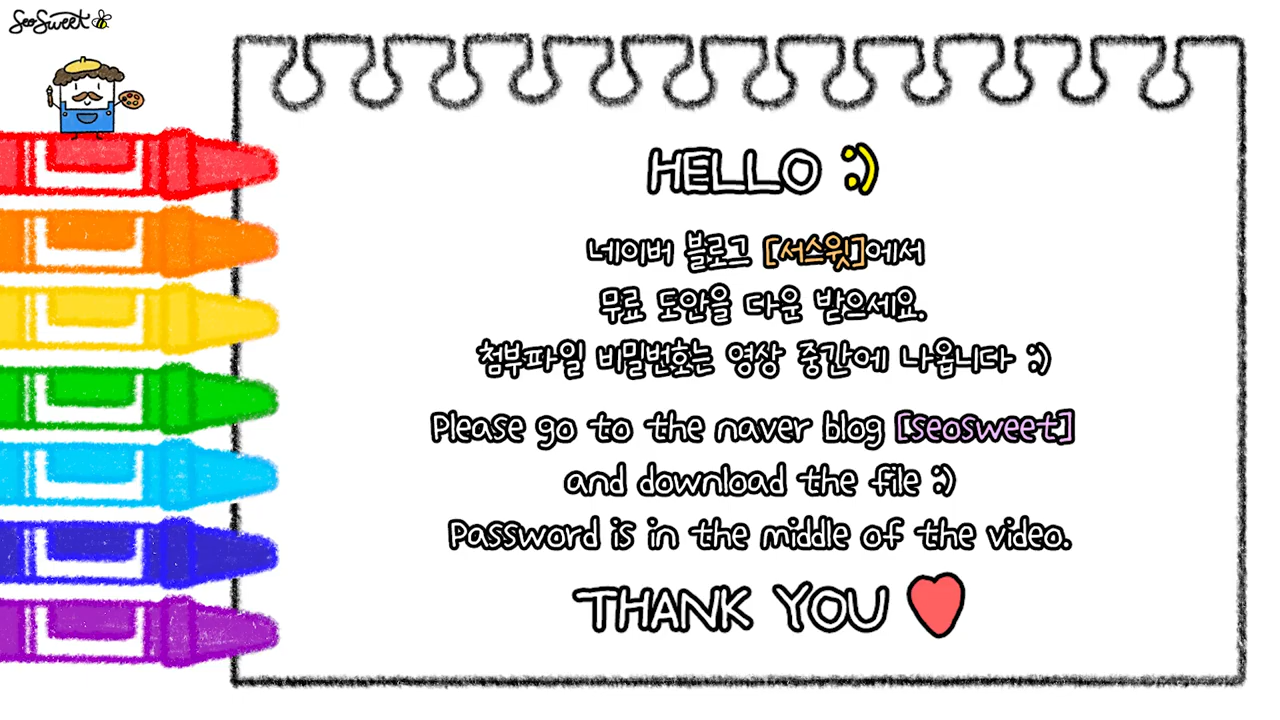 SeoSweet
HELLO :)
네이버 블로그 [서스윗]에서
무료 도안을 다운 받으세요.
첨부파일 비밀번호는 영상 중간에 나옵니다 :)
Please go to the naver blog [seosweet]
and download the file :)
Password is in the middle of the video.
THANK YOU